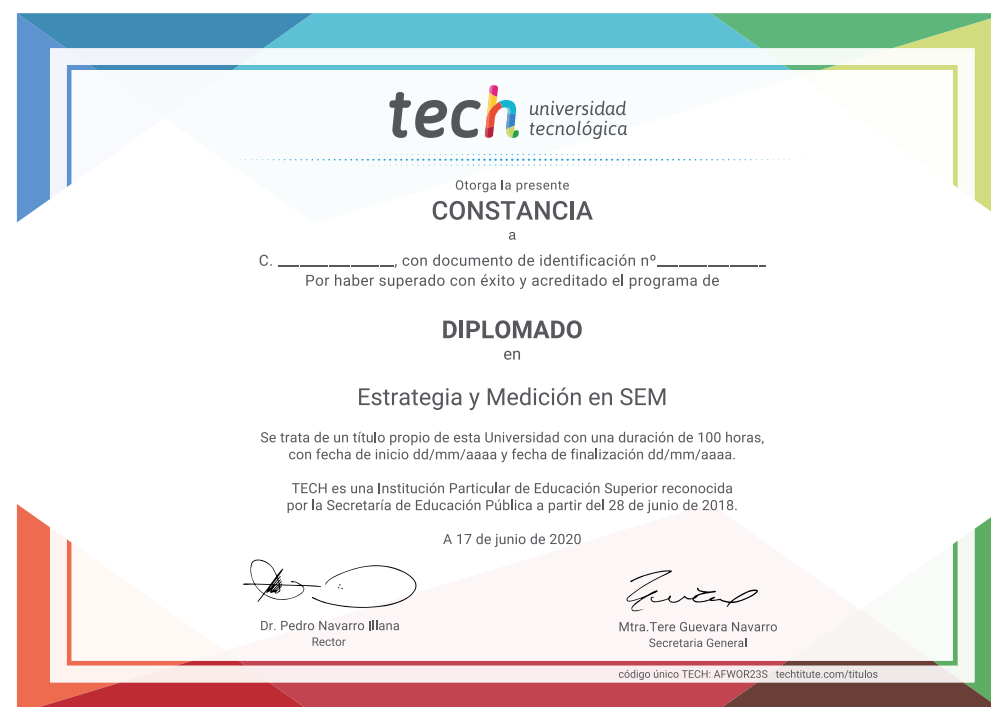 tech universidad
tecnológica
Otorga la presente
CONSTANCIA
a
C. ______________, con documento de identificación nº_____________
Por haber superado con éxito y acreditado el programa de
DIPLOMADO
en
Estrategia y Medición en SEM
Se trata de un título propio de esta Universidad con una duración de 100 horas,
con fecha de inicio dd/mm/aaaa y fecha de finalización dd/mm/aaaa.
TECH es una Institución Particular de Educación Superior reconocida
por la Secretaría de Educación Pública a partir del 28 de junio de 2018.
A 17 de junio de 2020
Dr. Pedro Navarro Illana
Rector
Mtra.Tere Guevara Navarro
Secretaria General
código único TECH: AFWOR23S techtitute.com/titulos